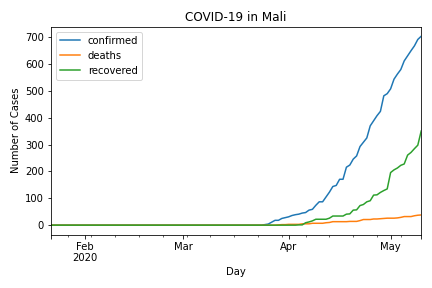 COVID-19 in Mali
confirmed
deaths
recovered
Number of Cases
700
600
500
400
300
200
100
0
Feb
2020
Mar
Apr
May
Day